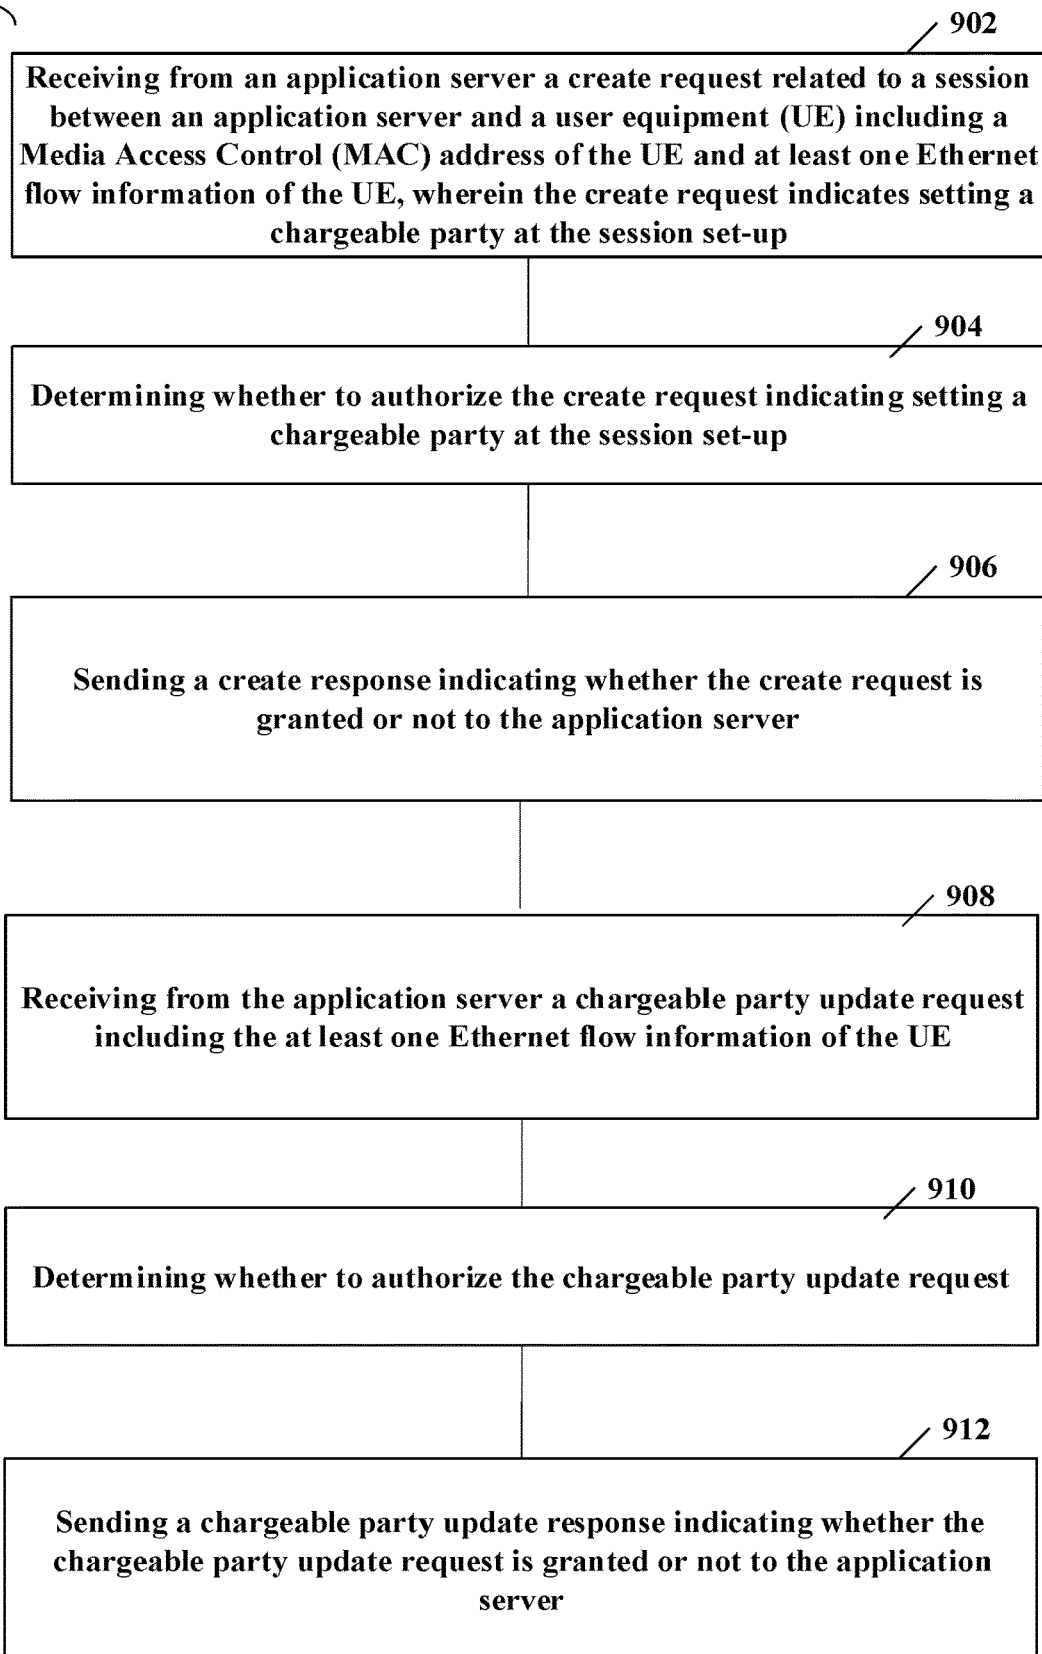 902
Receiving from an application server a create request related to a session
between an application server and a user equipment (UE) including a
Media Access Control (MAC) address of the UE and at least one Ethernet
flow information of the UE, wherein the create request indicates setting a
chargeable party at the session set-up
904
Determining whether to authorize the create request indicating setting a
chargeable party at the session set-up
906
Sending a create response indicating whether the create request is
granted or not to the application server
908
Receiving from the application server a chargeable party update request
including the at least one Ethernet flow information of the UE
910
Determining whether to authorize the chargeable party update request
912
Sending a chargeable party update response indicating whether the
chargeable party update request is granted or not to the application
server